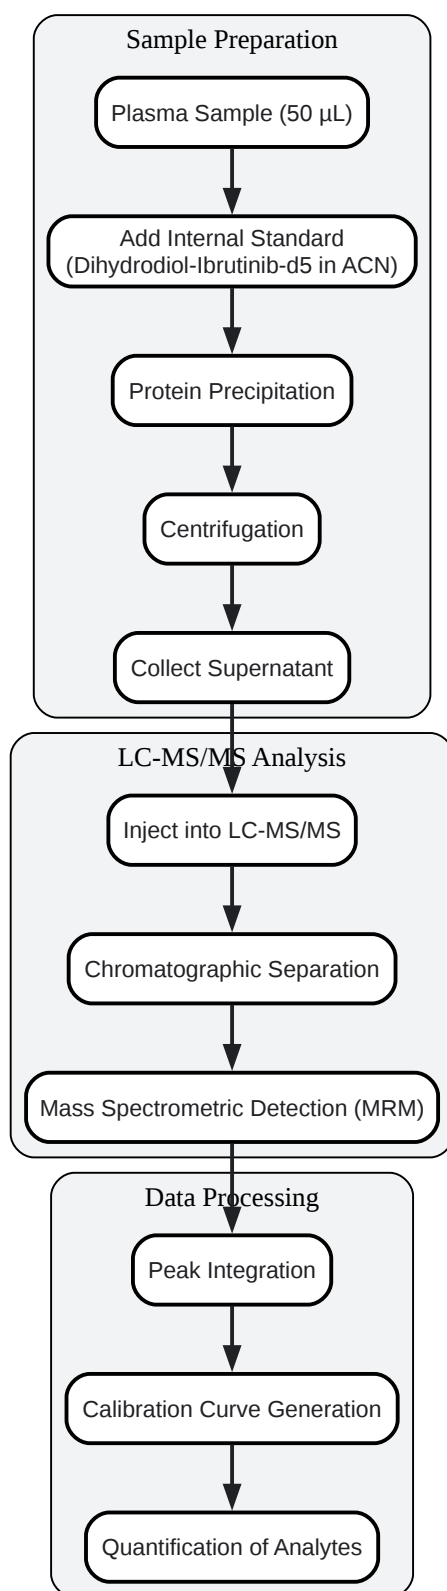 Sample Preparation
Plasma Sample (50 µL)
Add Internal Standard
(Dihydrodiol-Ibrutinib-d5 in ACN)
Protein Precipitation
Centrifugation
Collect Supernatant
LC-MS/MS Analysis
Inject into LC-MS/MS
Chromatographic Separation
Mass Spectrometric Detection (MRM)
Data Processing
Peak Integration
Calibration Curve Generation
Quantification of Analytes